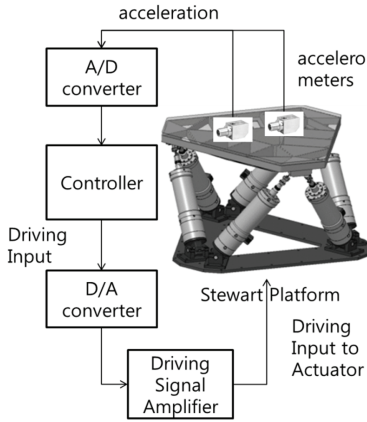 acceleration
accelero
meters
A/D
converter
Controller
Driving
Input
D/A
converter
Stewart Platform
Driving
Input to
Actuator
Driving
Signal
Amplifier